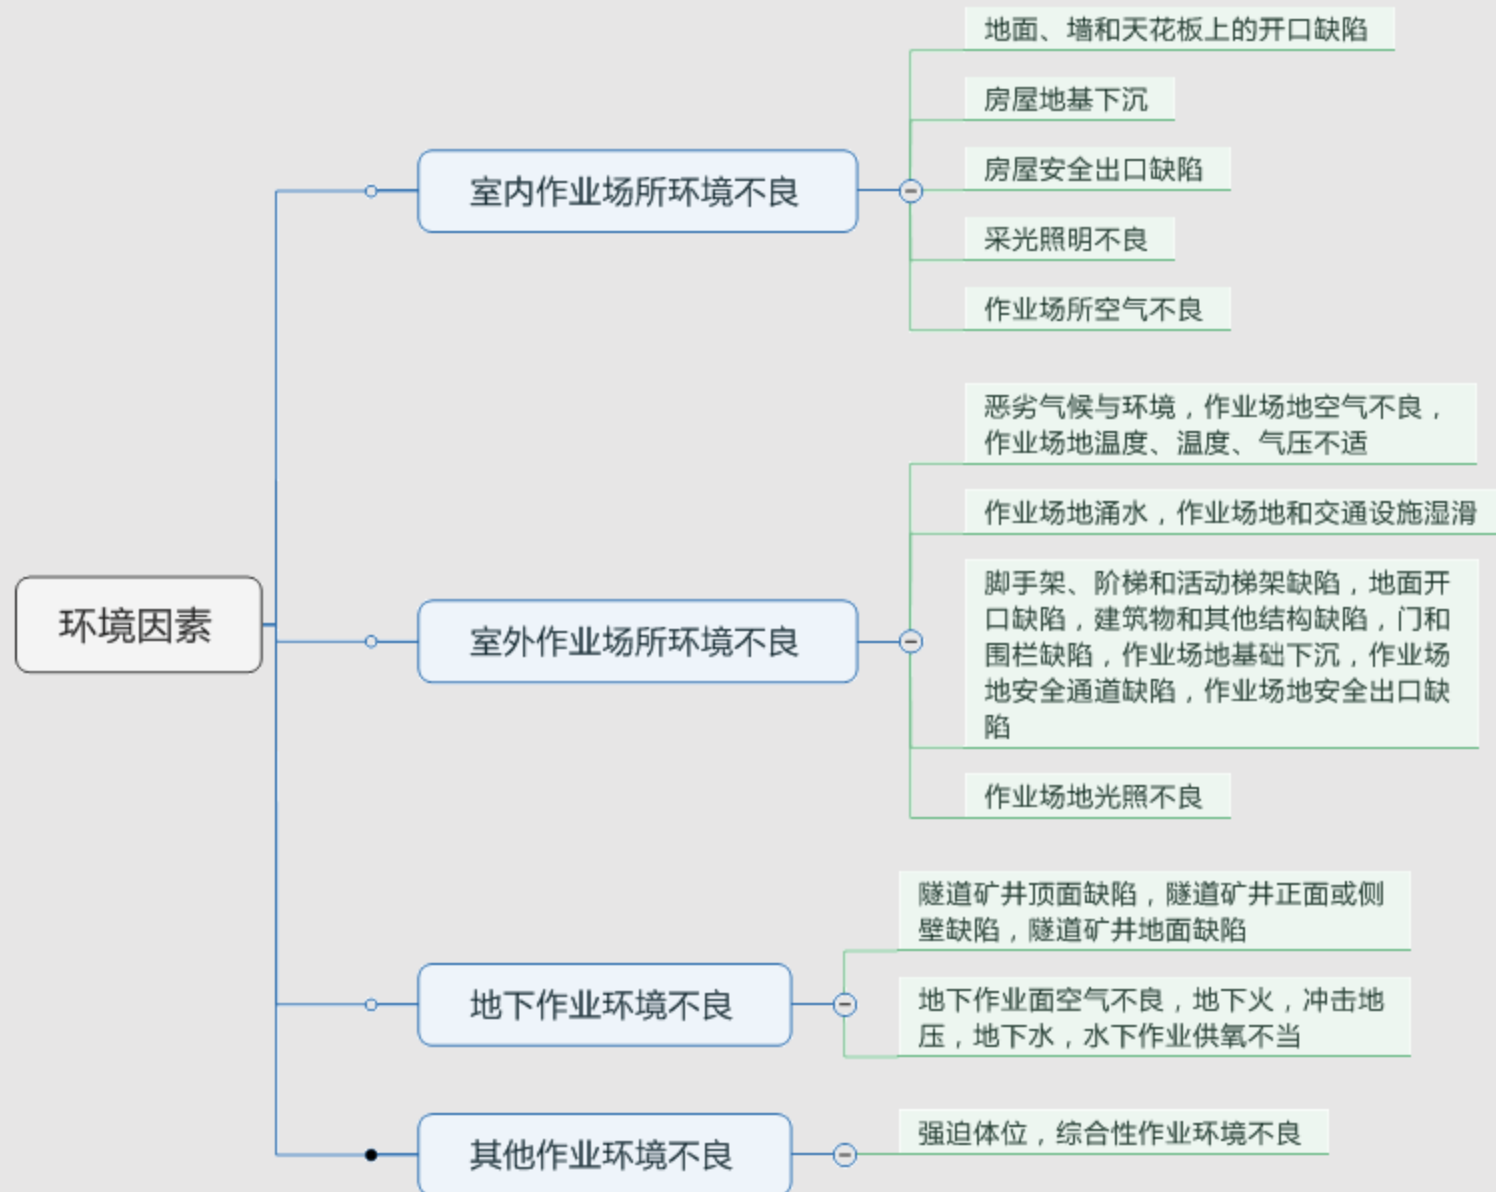 环境因素
室内作业场所环境不良
地面、墙和天花板上的开口缺陷
房屋地基下沉
房屋安全出口缺陷
采光照明不良
作业场所空气不良
室外作业场所环境不良
恶劣气候与环境，作业场地空气不良，
作业场地温度、温度、气压不适
作业场地涌水，作业场地和交通设施湿滑
脚手架、阶梯和活动梯架缺陷，地面开
口缺陷，建筑物和其他结构缺陷，门和
围栏缺陷，作业场地基础下沉，作业场
地安全通道缺陷，作业场地安全出口缺
陷
作业场地光照不良
地下作业环境不良
隧道矿井顶面缺陷，隧道矿井正面或侧
壁缺陷，隧道矿井地面缺陷
地下作业面空气不良，地下火，冲击地
压，地下水，水下作业供氧不当
其他作业环境不良
强迫体位，综合性作业环境不良